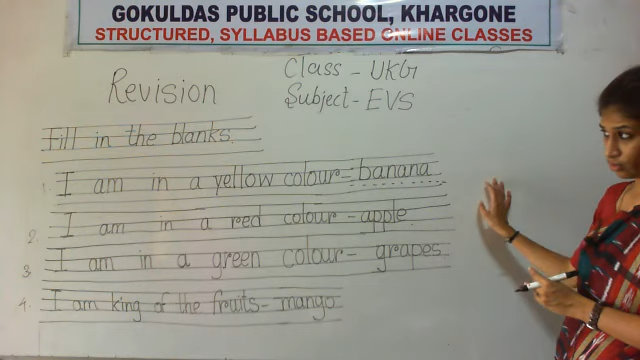 GOKULDAS PUBLIC SCHOOL, KHARGONE
STRUCTURED, SYLLABUS BASED ONLINE CLASSES
Revision
Class - UKG
Subject - EVS
Fill in the blanks.
1. I am in a yellow colour - banana
2. I am in a red colour - apple.
3. I am in a green colour - grapes
4. I am king of the fruits - mango